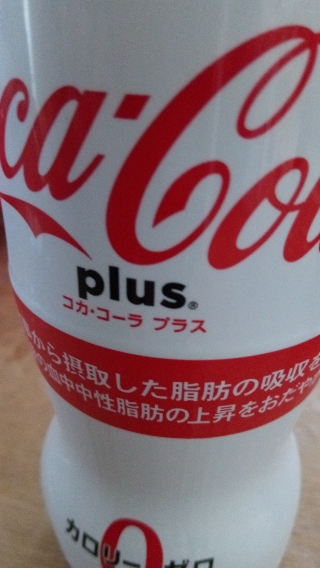 ca-Co
plus®
コカ・コーラ プラス
から摂取した脂肪の吸収を
の血中中性脂肪の上昇をおだや
カロリー0ゼロ